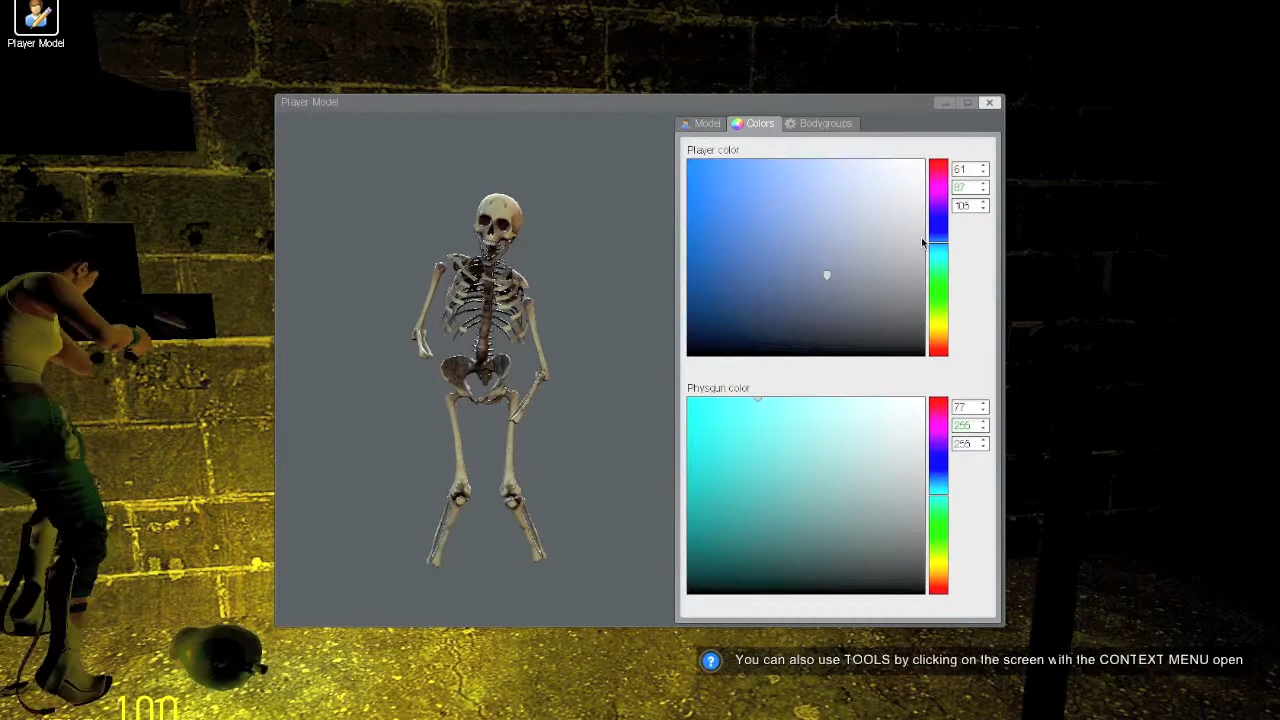 Player Model
Player Model
Model
Colors
Bodygroups
Player color
61
87
105
Physgun color
77
255
255
You can also use TOOLS by clicking on the screen with the CONTEXT MENU open
100